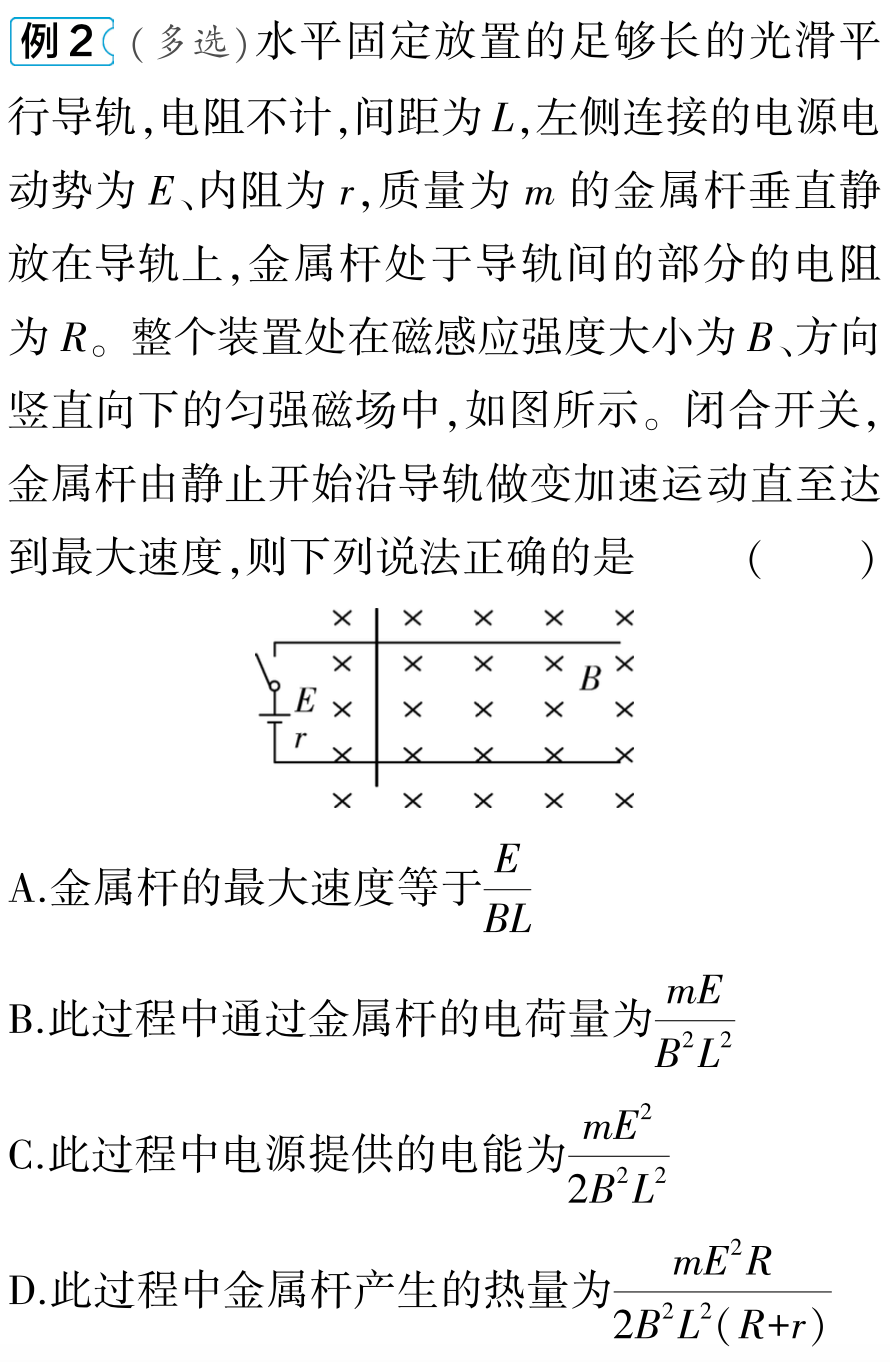 例2 (多选)水平固定放置的足够长的光滑平
行导轨,电阻不计,间距为L,左侧连接的电源电
动势为E、内阻为r,质量为m的金属杆垂直静
放在导轨上,金属杆处于导轨间的部分的电阻
为R。整个装置处在磁感应强度大小为B、方向
竖直向下的匀强磁场中,如图所示。闭合开关,
金属杆由静止开始沿导轨做变加速运动直至达
到最大速度,则下列说法正确的是 ( )
E
r
B
A.金属杆的最大速度等于$\frac{E}{BL}$
B.此过程中通过金属杆的电荷量为$\frac{mE}{B^2L^2}$
C.此过程中电源提供的电能为$\frac{mE^2}{2B^2L^2}$
D.此过程中金属杆产生的热量为$\frac{mE^2R}{2B^2L^2(R+r)}$